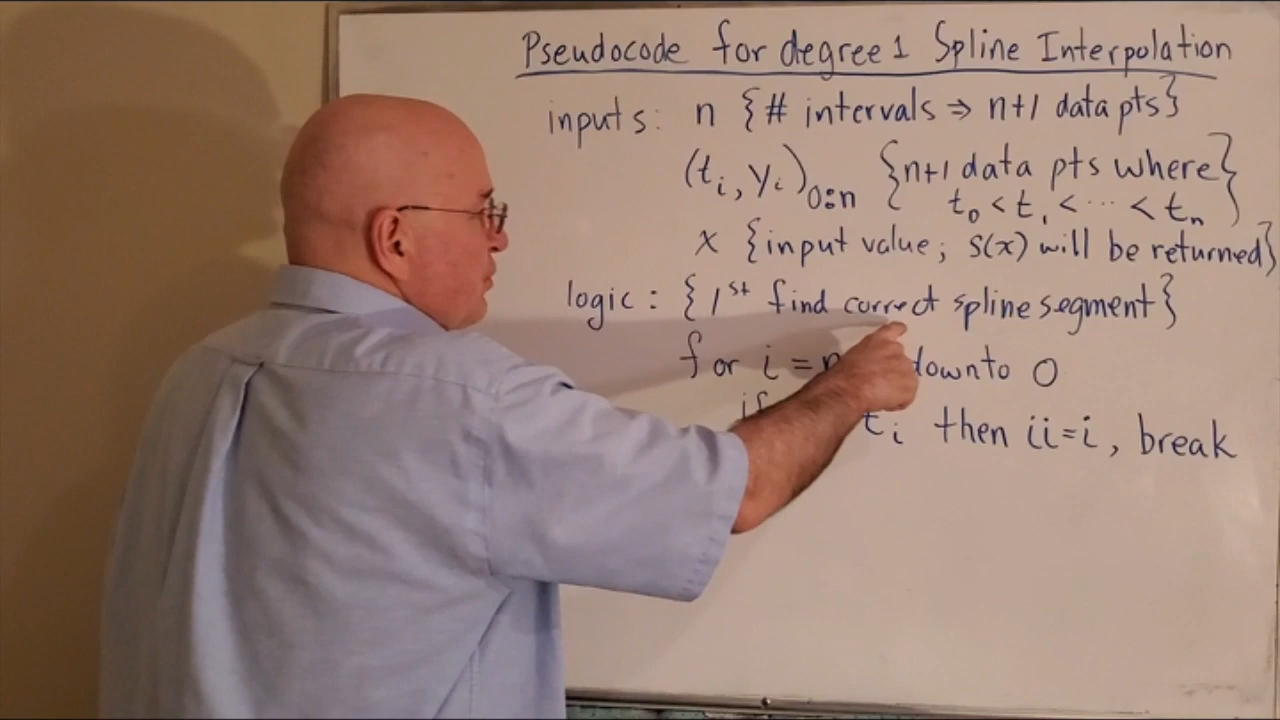 Pseudocode for degree 1 Spline Interpolation
inputs: n {# intervals ⇒ n+1 data pts}
(t_i, y_i)_0:n {n+1 data pts where
t_0 < t_1 < ⋯ < t_n}
x {input value; S(x) will be returned}
logic: {1st find correct spline segment}
for i = n downto 0
if t_i then ii=i, break